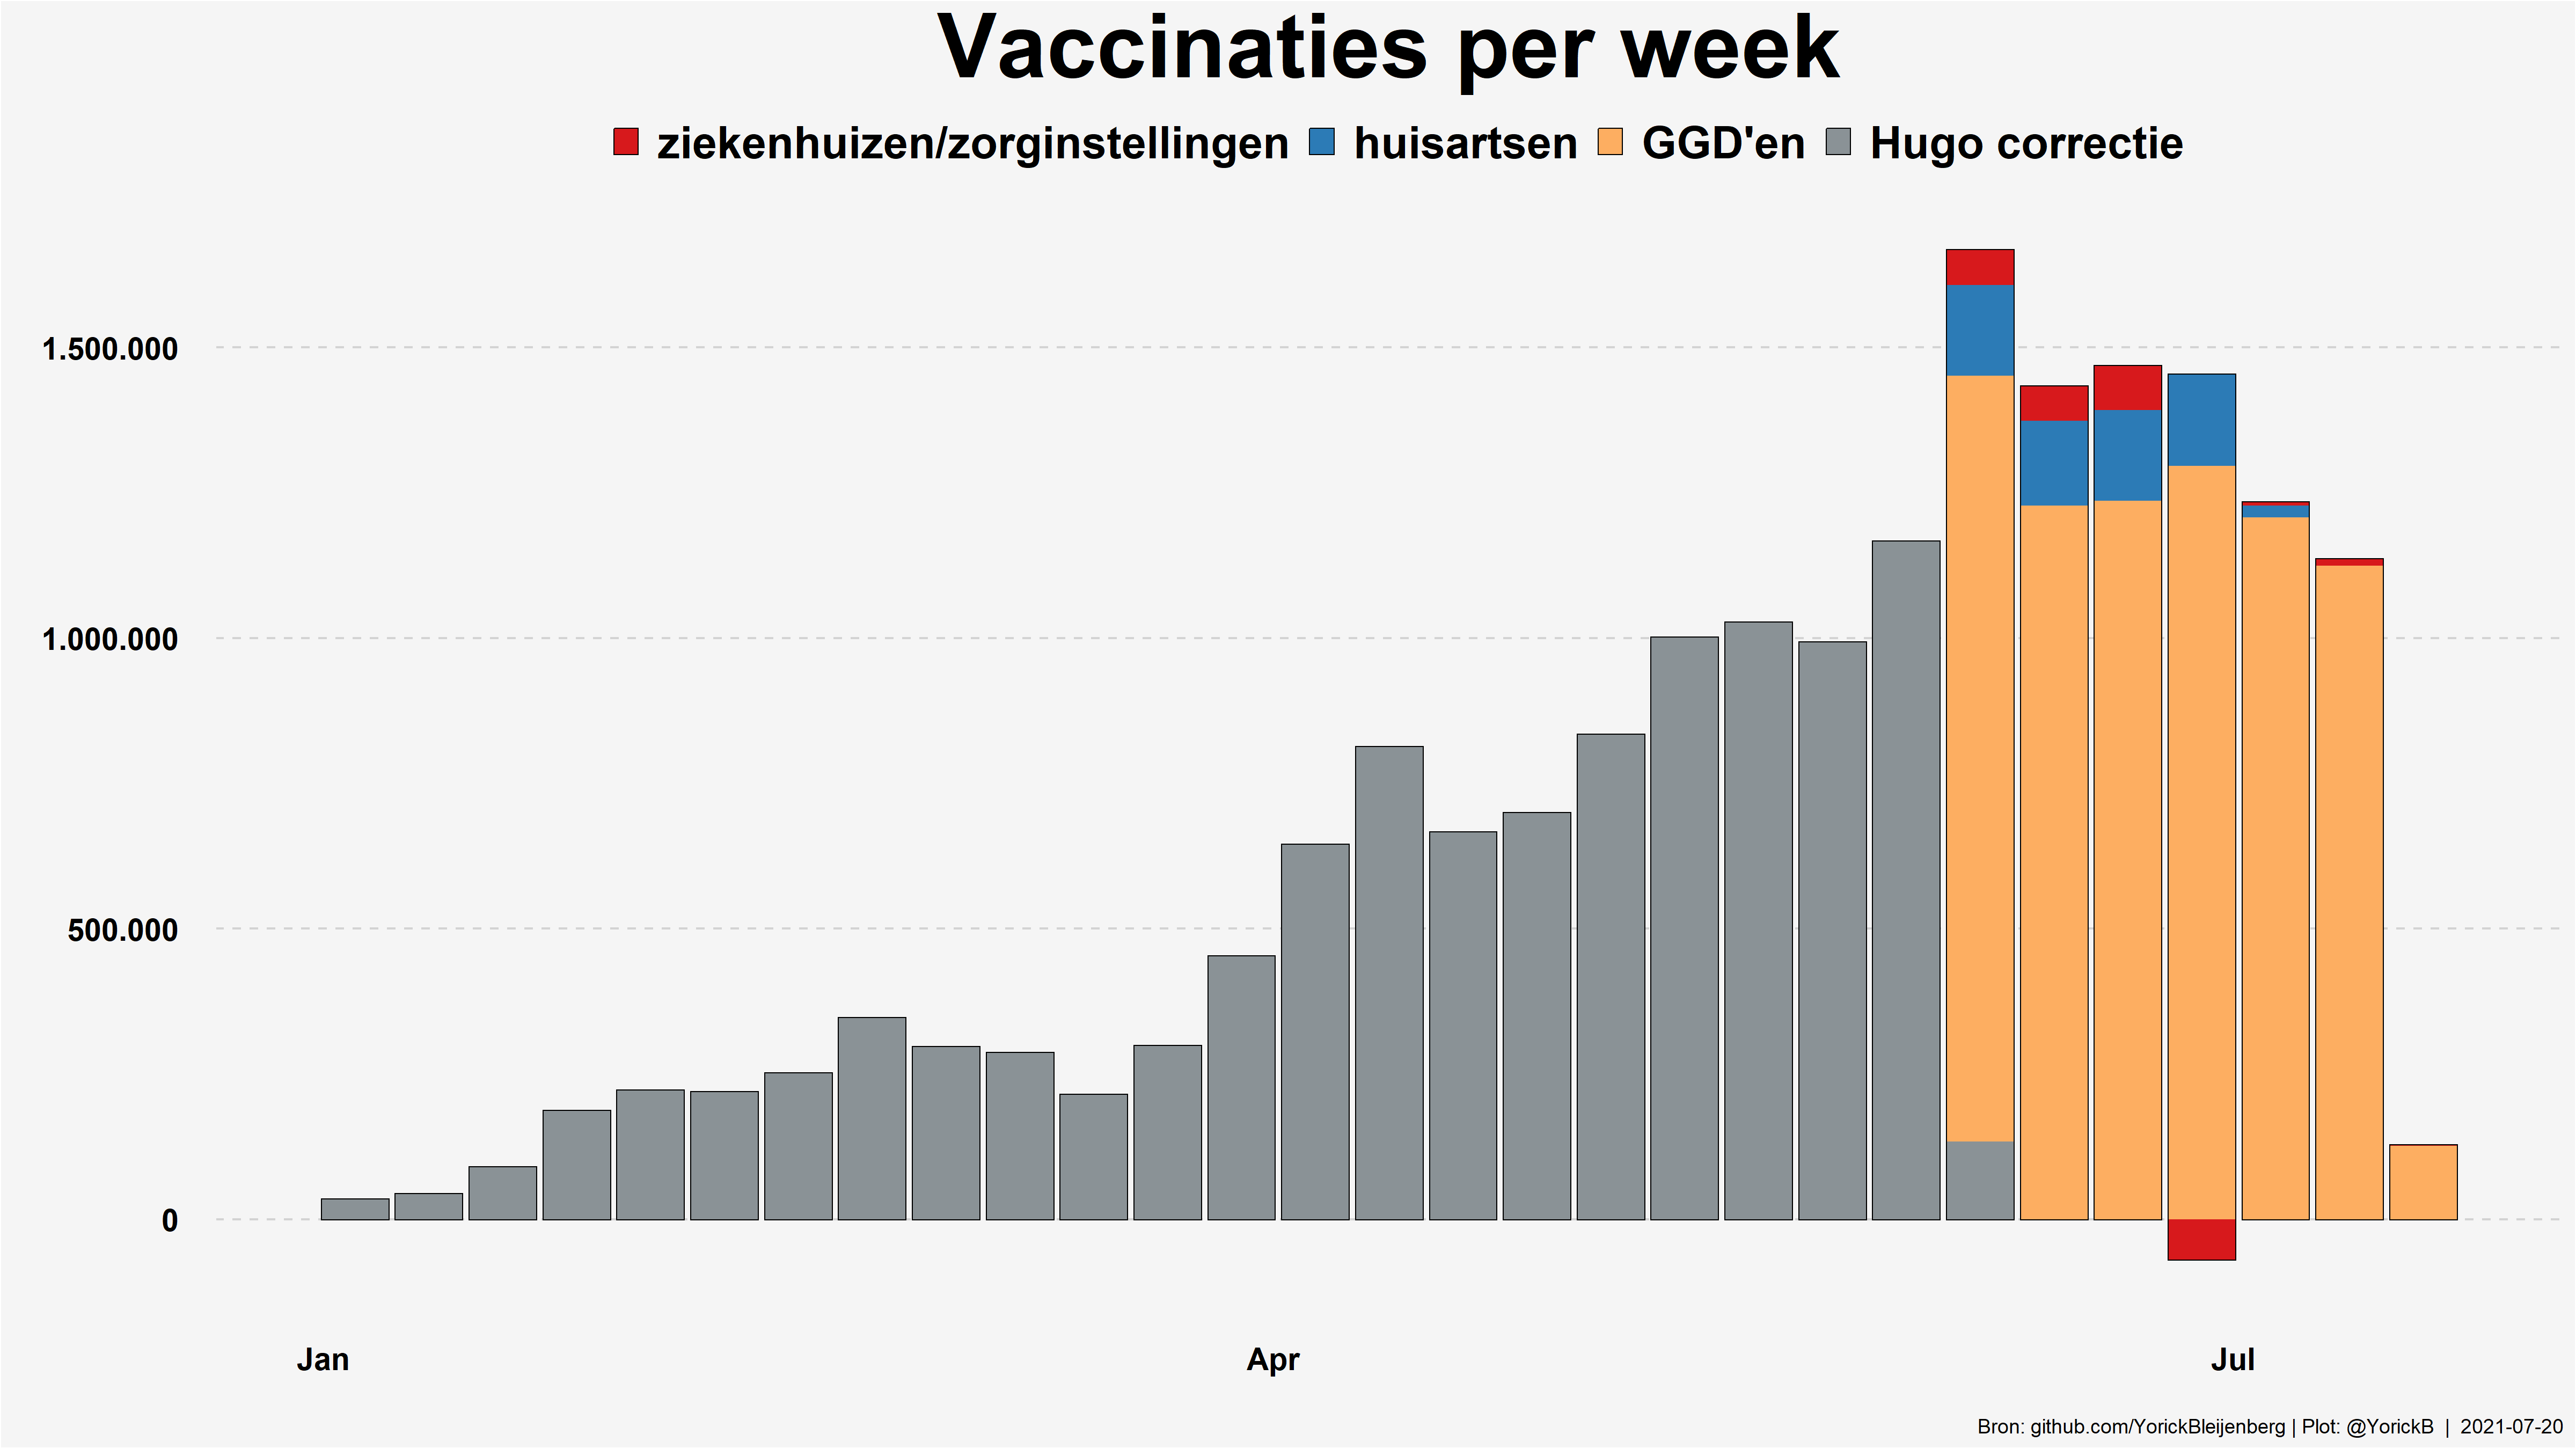 Vaccinaties per week
ziekenhuizen/zorginstellingen huisartsen GGD'en Hugo correctie
1.500.000
1.000.000
500.000
0
Jan Apr Jul
Bron: github.com/YorickBleijenberg | Plot: @YorickB | 2021-07-20